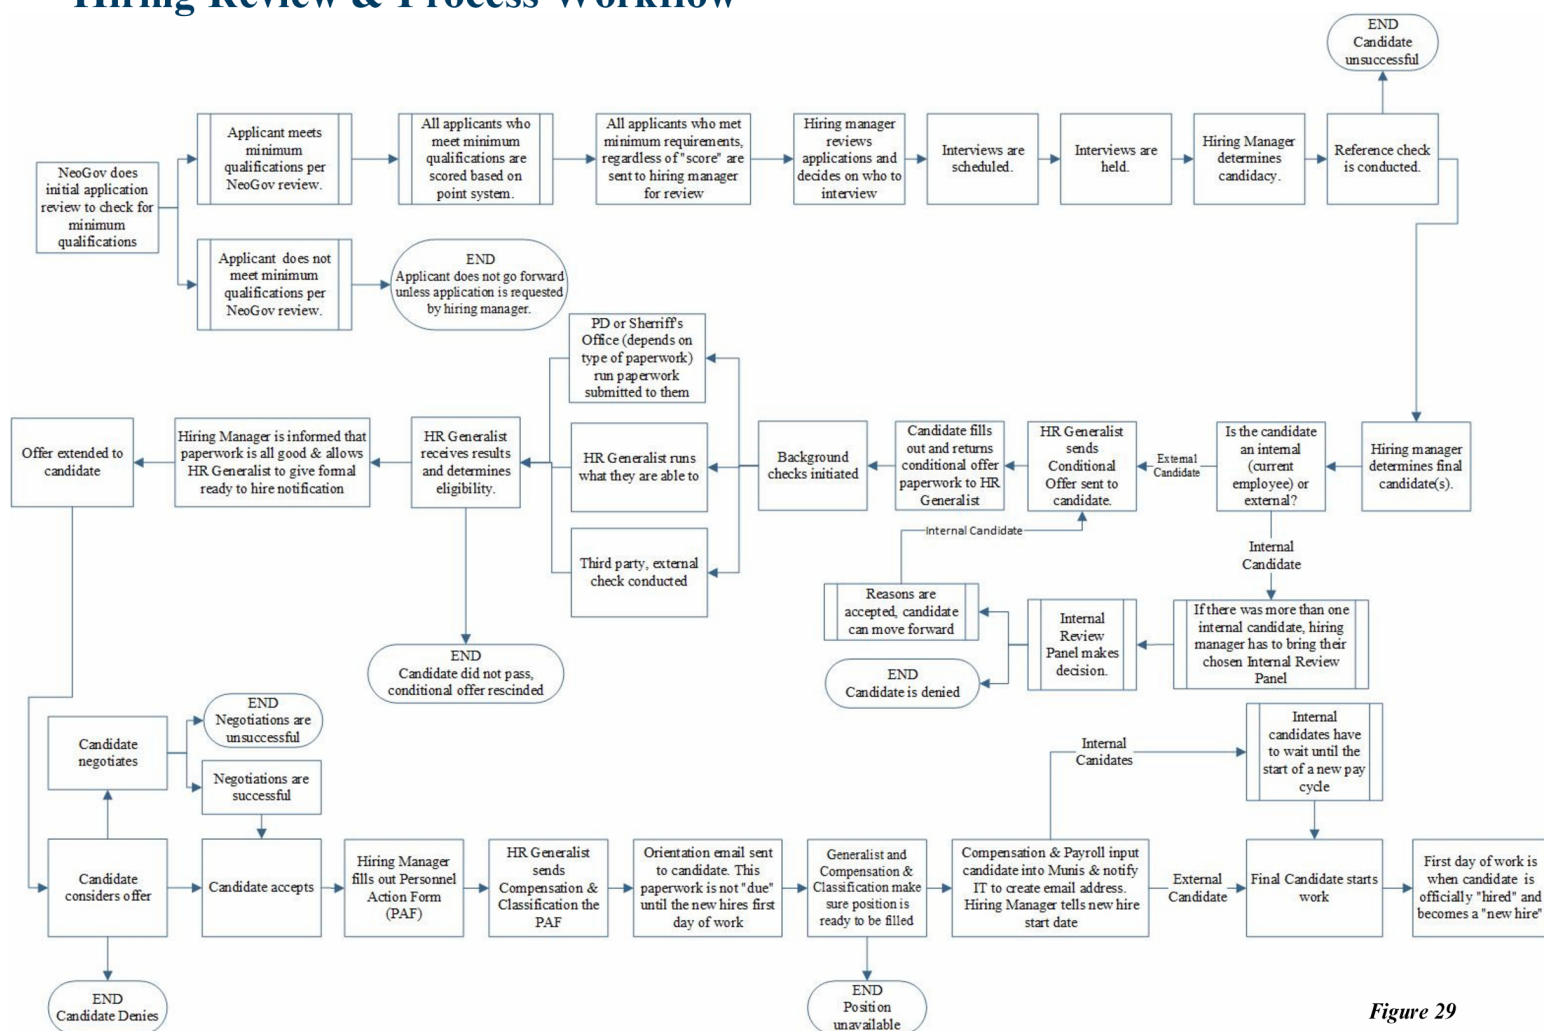 Hiring Review & Process Workflow
END
Candidate
unsuccessful
NeoGov does
initial application
review to check for
minimum
qualifications
Applicant meets
minimum
qualifications per
NeoGov review.
All applicants who
meet minimum
qualifications are
scored based on
point system.
All applicants who met
minimum requirements,
regardless of "score" are
sent to hiring manager
for review
Hiring manager
reviews
applications and
decides on who to
interview
Interviews are
scheduled.
Interviews are
held.
Hiring Manager
determines
candidacy.
Reference check
is conducted.
Applicant does not
meet minimum
qualifications per
NeoGov review.
END
Applicant does not go forward
unless application is requested
by hiring manager.
PD or Sherriff's
Office (depends on
type of paperwork)
run paperwork
submitted to them
Offer extended to
candidate
Hiring Manager is informed that
paperwork is all good & allows
HR Generalist to give formal
ready to hire notification
HR Generalist
receives results
and determines
eligibility.
HR Generalist runs
what they are able to
Background
checks initiated
Candidate fills
out and returns
conditional offer
paperwork to HR
Generalist
HR Generalist
sends
Conditional
Offer sent to
candidate.
External
Candidate
Is the candidate
an internal
(current
employee) or
external?
Hiring manager
determines final
candidate(s).
Internal Candidate
Internal
Candidate
Third party, external
check conducted
Reasons are
accepted, candidate
can move forward
Internal
Review
Panel makes
decision.
If there was more than one
internal candidate, hiring
manager has to bring their
chosen Internal Review
Panel
END
Candidate did not pass,
conditional offer rescinded
END
Candidate is denied
END
Negotiations are
unsuccessful
Candidate
negotiates
Negotiations are
successful
Internal
Canidates
Internal
candidates have
to wait until the
start of a new pay
cycle
Candidate
considers offer
Candidate accepts
Hiring Manager
fills out Personnel
Action Form
(PAF)
HR Generalist
sends
Compensation &
Classification the
PAF
Orientation email sent
to candidate. This
paperwork is not "due"
until the new hires first
day of work
Generalist and
Compensation &
Classification make
sure position is
ready to be filled
Compensation & Payroll input
candidate into Munis & notify
IT to create email address.
Hiring Manager tells new hire
start date
External
Candidate
Final Candidate starts
work
First day of work is
when candidate is
officially "hired" and
becomes a "new hire"
END
Candidate Denies
END
Position
unavailable
Figure 29